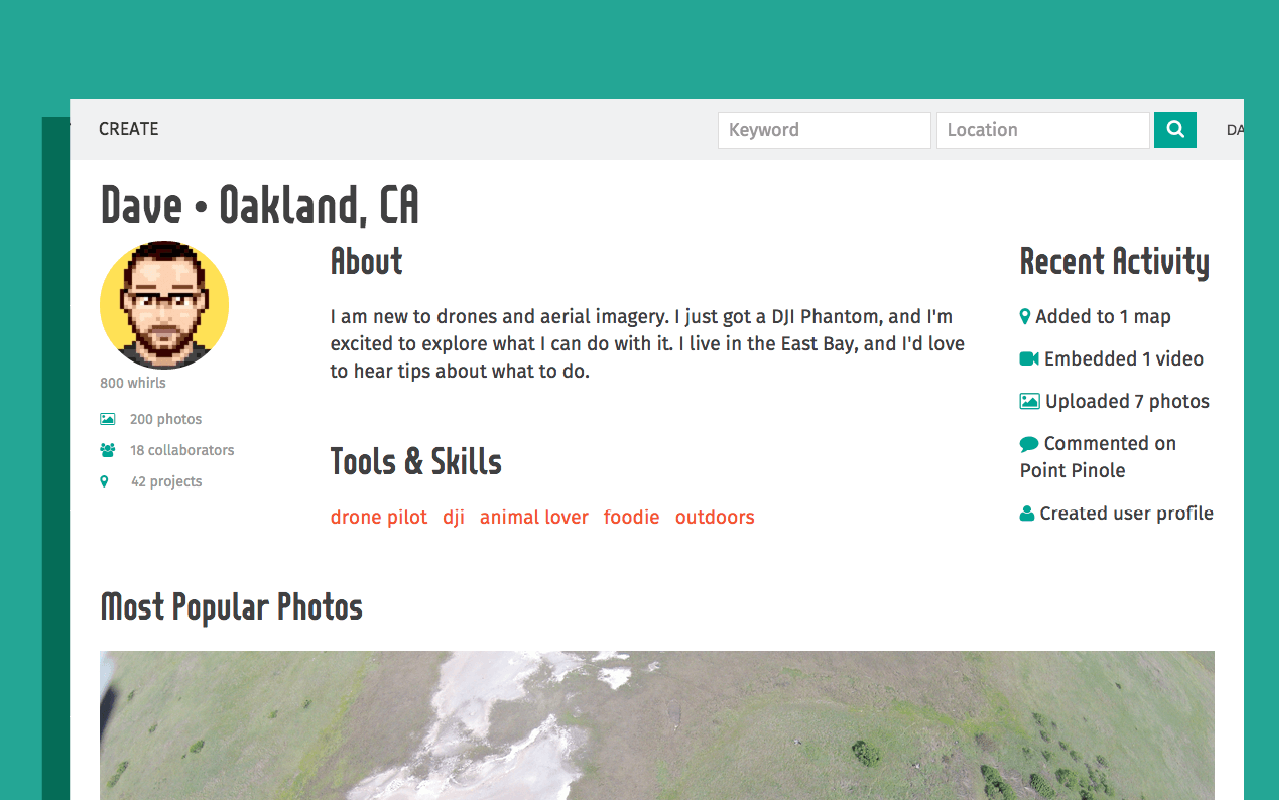 CREATE
Keyword
Location
DA
Dave • Oakland, CA
800 whirls
200 photos
18 collaborators
42 projects
About
I am new to drones and aerial imagery. I just got a DJI Phantom, and I'm
excited to explore what I can do with it. I live in the East Bay, and I'd love
to hear tips about what to do.
Tools & Skills
drone pilot dji animal lover foodie outdoors
Recent Activity
Added to 1 map
Embedded 1 video
Uploaded 7 photos
Commented on
Point Pinole
Created user profile
Most Popular Photos